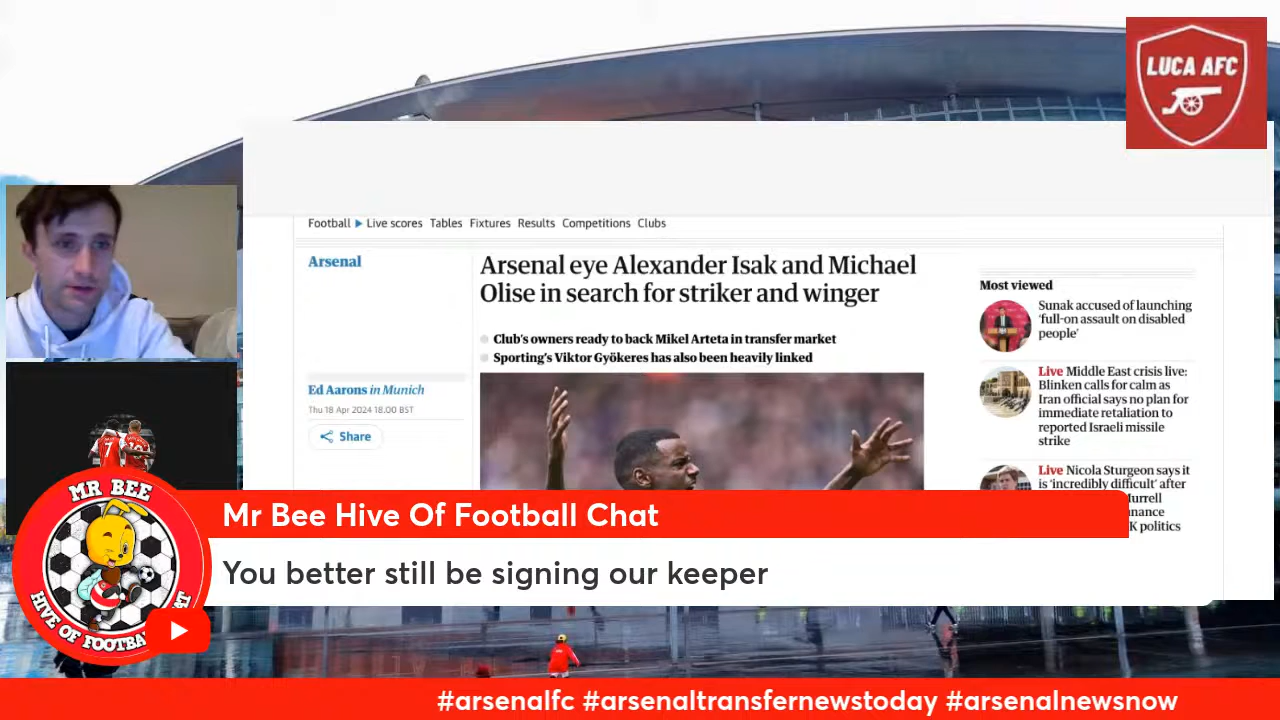 LUCA AFC
Football Live scores Tables Fixtures Results Competitions Clubs
Arsenal
Arsenal eye Alexander Isak and Michael
Olise in search for striker and winger
Club's owners ready to back Mikel Arteta in transfer market
Sporting's Viktor Gyökeres has also been heavily linked
Ed Aarons in Munich
Thu 18 Apr 2024 18.00 BST
Share
Most viewed
Sunak accused of launching
'full-on assault on disabled
people'
Live Middle East crisis live:
Blinken calls for calm as
Iran official says no plan for
immediate retaliation to
reported Israeli missile
strike
Live Nicola Sturgeon says it
is 'incredibly difficult' after
K politics
7
MR BEE
HIVE OF FOOTBA
Mr Bee Hive Of Football Chat
You better still be signing our keeper
#arsenalfc #arsenaltransfernewstoday #arsenalnewsnow